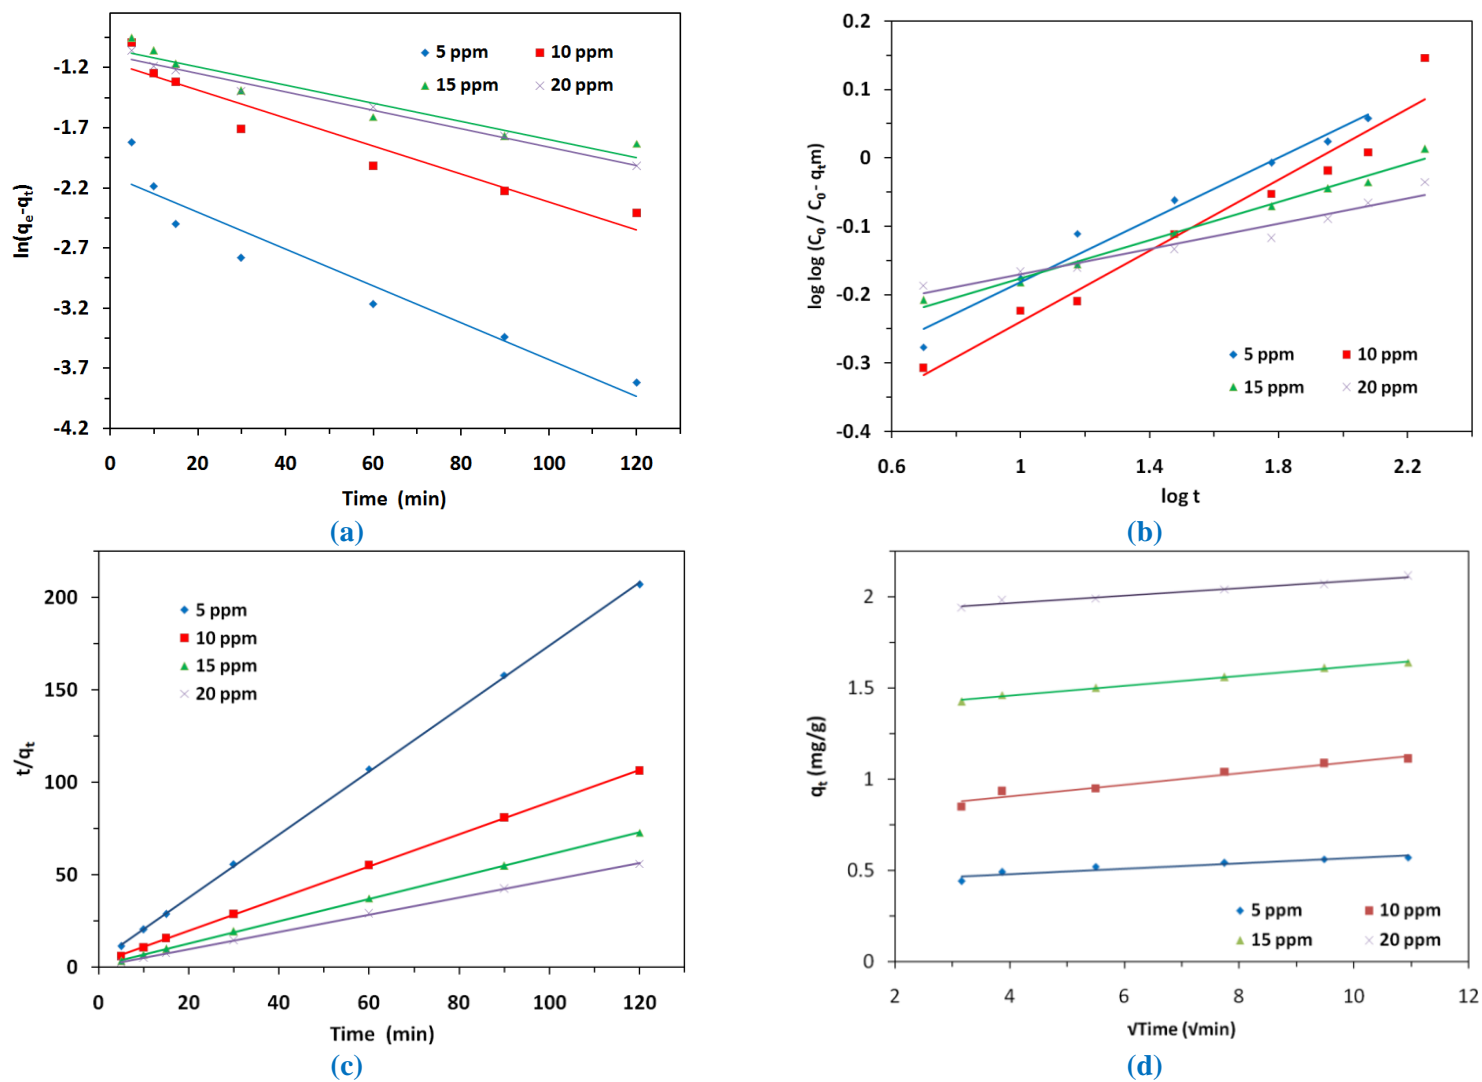 -1.2
-1.7
-2.2
-2.7
-3.2
-3.7
-4.2
ln(qe-qt)
5 ppm
10 ppm
15 ppm
20 ppm
0
20
40
60
80
100
120
Time (min)
(a)
0.2
0.1
0
-0.1
-0.2
-0.3
-0.4
log log (C0 / C0 - qtm)
5 ppm
10 ppm
15 ppm
20 ppm
0.6
1
1.4
1.8
2.2
log t
(b)
200
150
100
50
0
t/qt
5 ppm
10 ppm
15 ppm
20 ppm
0
20
40
60
80
100
120
Time (min)
(c)
2
1.5
1
0.5
0
qt (mg/g)
5 ppm
10 ppm
15 ppm
20 ppm
2
4
6
8
10
12
√Time (√min)
(d)